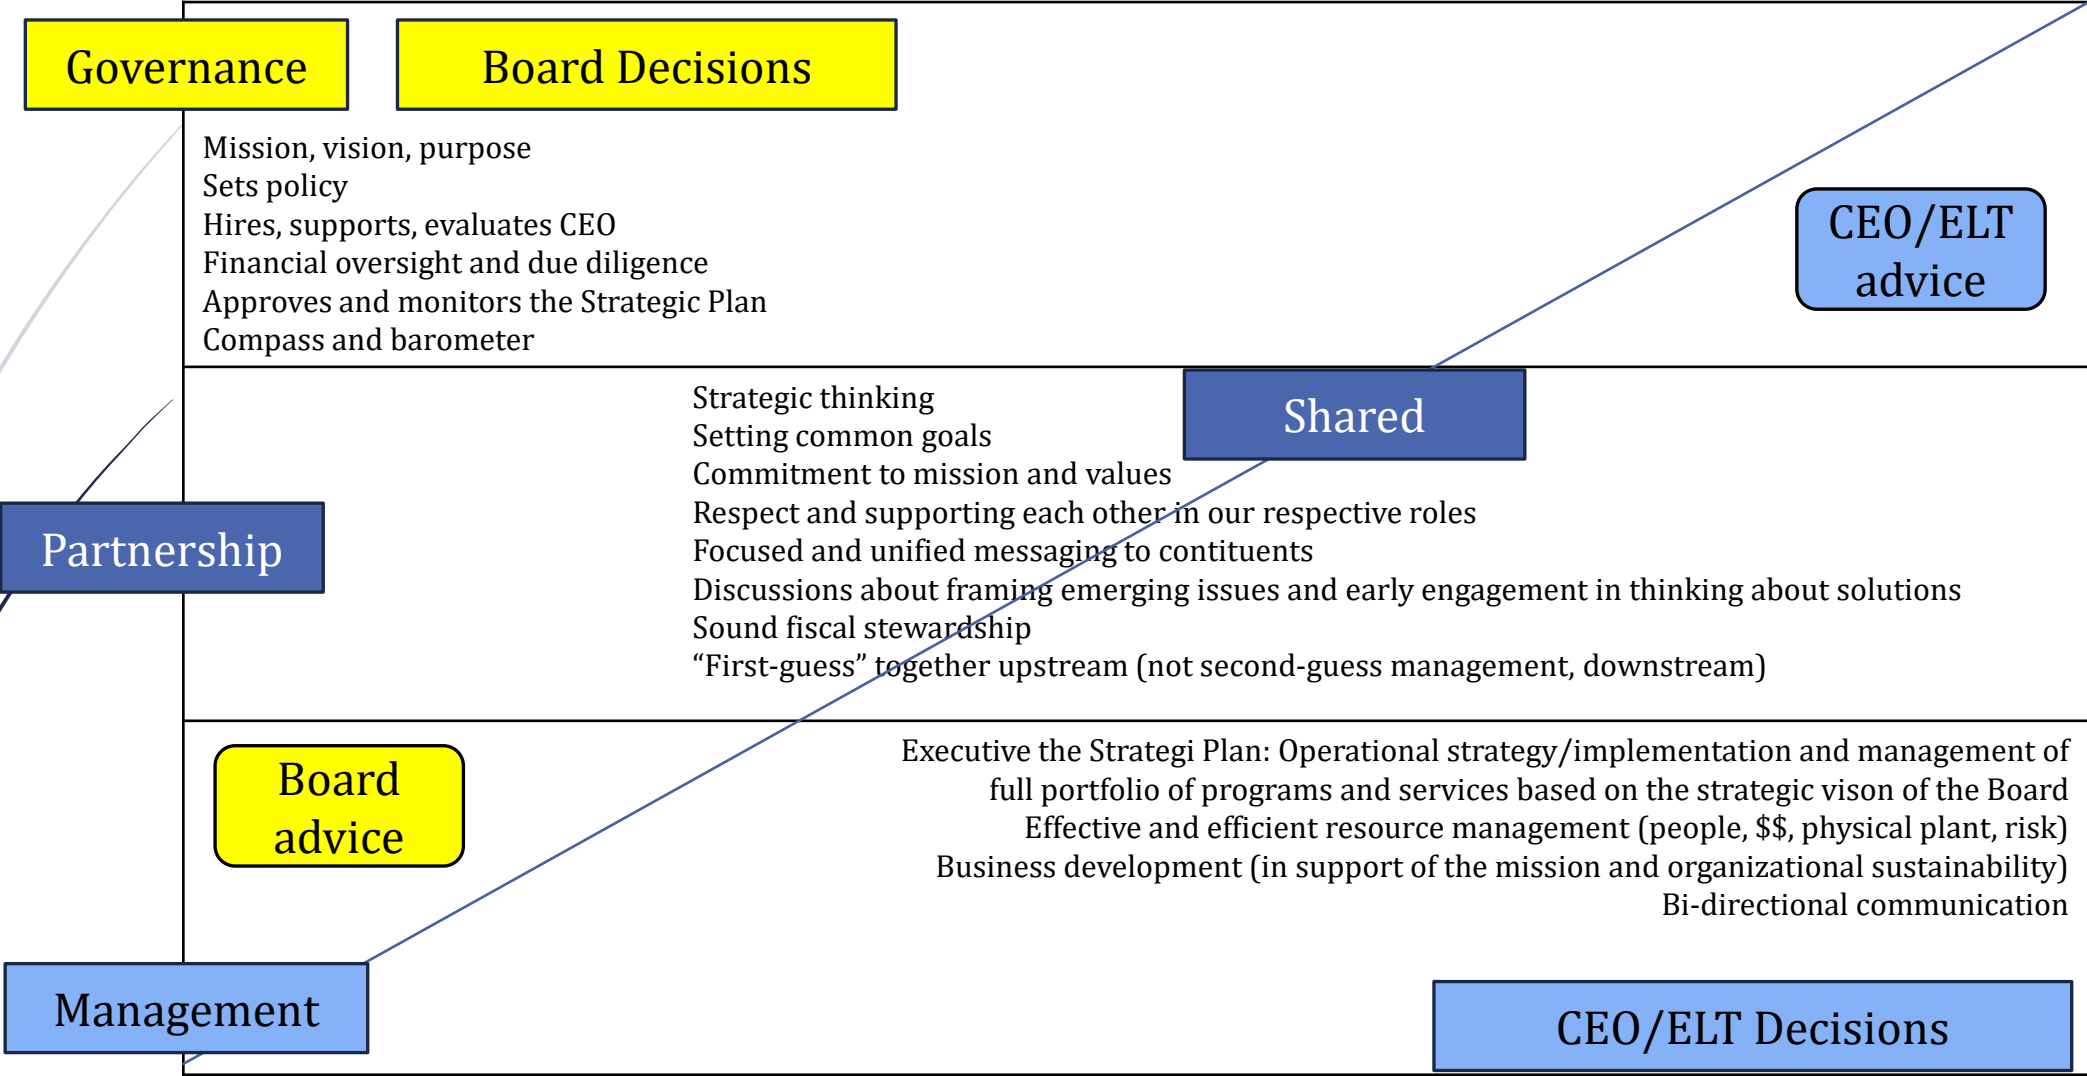 Governance
Board Decisions
Mission, vision, purpose
Sets policy
Hires, supports, evaluates CEO
Financial oversight and due diligence
Approves and monitors the Strategic Plan
Compass and barometer
CEO/ELT
advice
Shared
Strategic thinking
Setting common goals
Commitment to mission and values
Respect and supporting each other in our respective roles
Focused and unified messaging to contituents
Discussions about framing emerging issues and early engagement in thinking about solutions
Sound fiscal stewardship
“First-guess” together upstream (not second-guess management, downstream)
Partnership
Board
advice
Executive the Strategi Plan: Operational strategy/implementation and management of
full portfolio of programs and services based on the strategic vison of the Board
Effective and efficient resource management (people, $$, physical plant, risk)
Business development (in support of the mission and organizational sustainability)
Bi-directional communication
Management
CEO/ELT Decisions